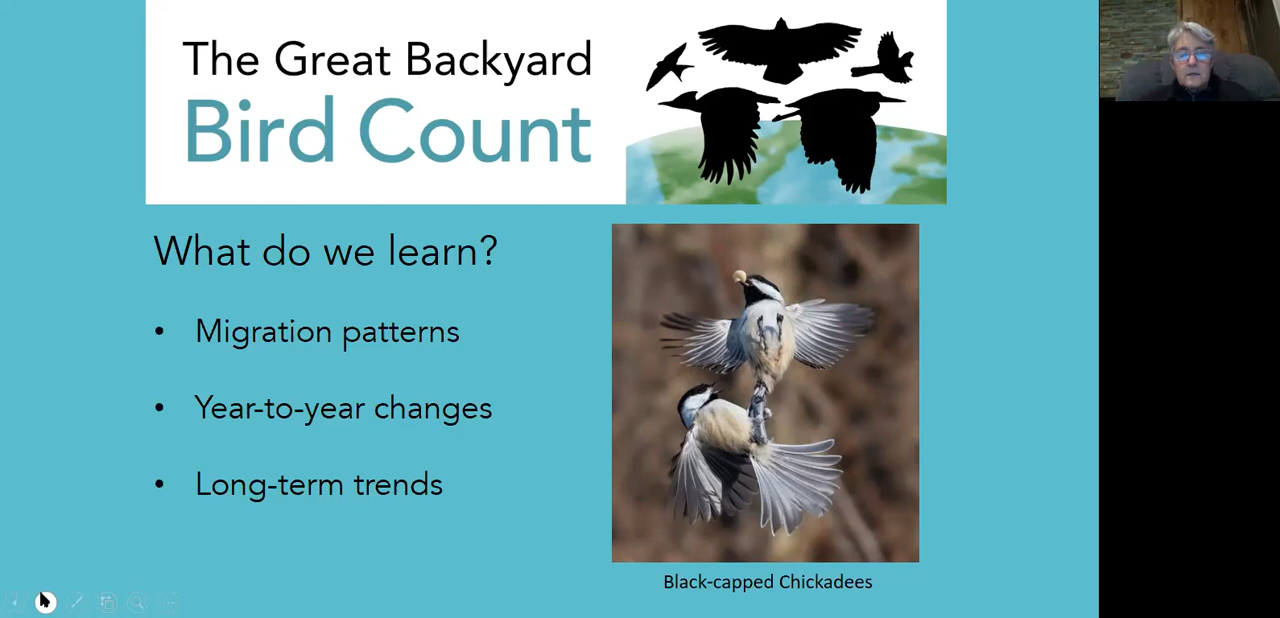 The Great Backyard
Bird Count
What do we learn?
• Migration patterns
• Year-to-year changes
• Long-term trends
Black-capped Chickadees